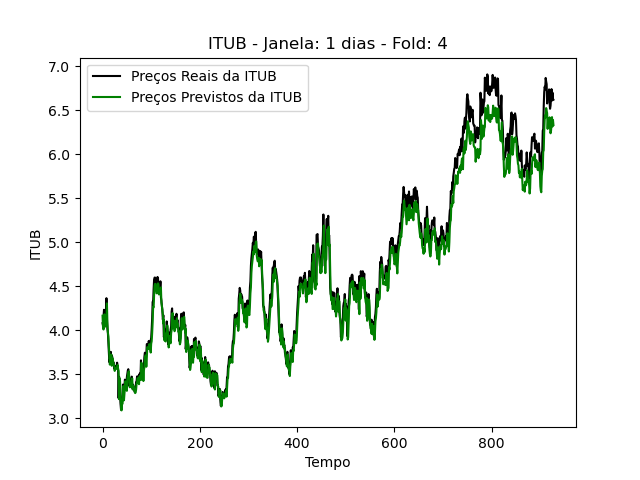 ITUB - Janela: 1 dias - Fold: 4
Preços Reais da ITUB
Preços Previstos da ITUB
7.0
6.5
6.0
5.5
5.0
4.5
4.0
3.5
3.0
ITUB
0 200 400 600 800
Tempo